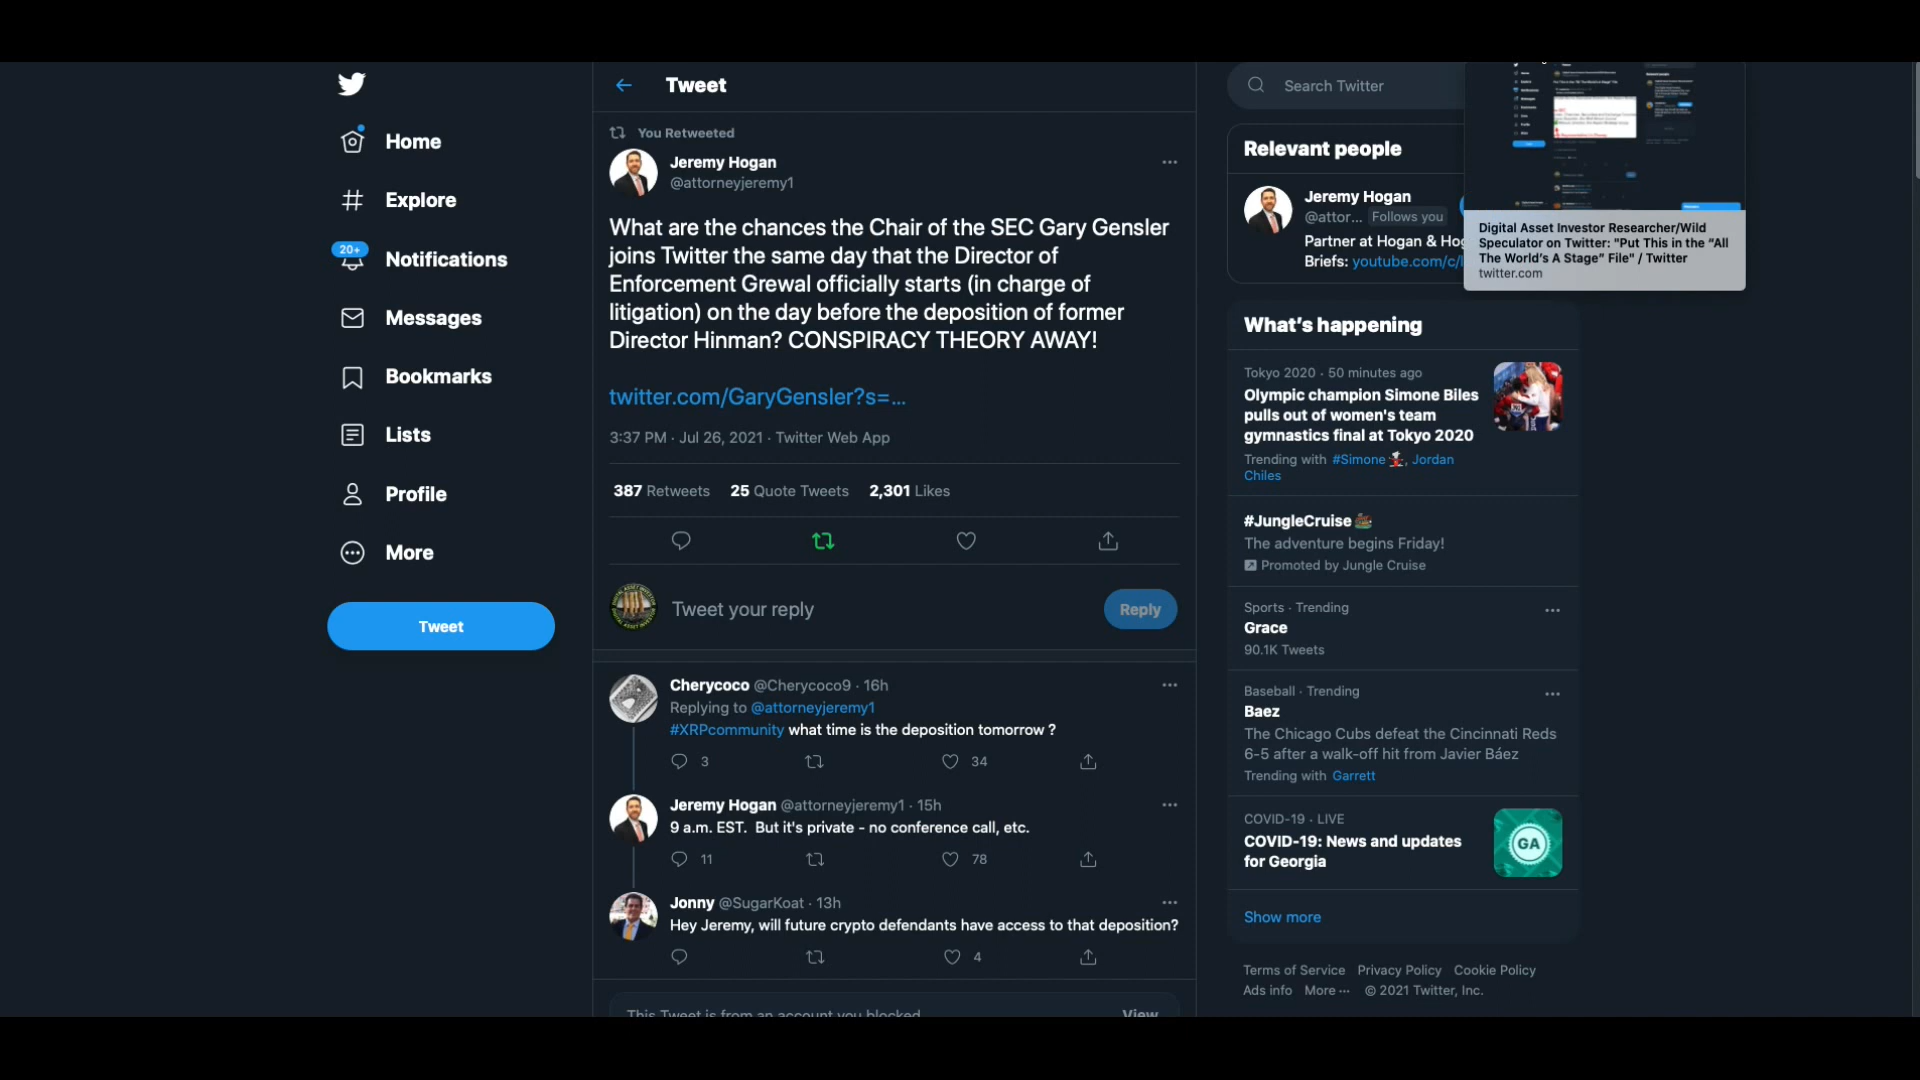 Home
Explore
20+
Notifications
Messages
Bookmarks
Lists
Profile
More
Tweet
Tweet
You Retweeted
Jeremy Hogan
@attorneyjeremy1
What are the chances the Chair of the SEC Gary Gensler
joins Twitter the same day that the Director of
Enforcement Grewal officially starts (in charge of
litigation) on the day before the deposition of former
Director Hinman? CONSPIRACY THEORY AWAY!
twitter.com/GaryGensler?s=...
3:37 PM · Jul 26, 2021 · Twitter Web App
387 Retweets 25 Quote Tweets 2,301 Likes
Tweet your reply
Reply
Cherycoco @Cherycoco9 · 16h
Replying to @attorneyjeremy1
#XRPcommunity what time is the deposition tomorrow ?
3 34
Jeremy Hogan @attorneyjeremy1 · 15h
9 a.m. EST. But it's private - no conference call, etc.
11 78
Jonny @SugarKoat · 13h
Hey Jeremy, will future crypto defendants have access to that deposition?
4
This Tweet is from an account you blocked. View
Search Twitter
Relevant people
Jeremy Hogan
@attor... Follows you
Partner at Hogan & Hog
Briefs: youtube.com/c/
Digital Asset Investor Researcher/Wild
Speculator on Twitter: "Put This in the “All
The World’s A Stage” File" / Twitter
twitter.com
What's happening
Tokyo 2020 · 50 minutes ago
Olympic champion Simone Biles
pulls out of women's team
gymnastics final at Tokyo 2020
Trending with #Simone, Jordan
Chiles
#JungleCruise
The adventure begins Friday!
Promoted by Jungle Cruise
Sports · Trending
Grace
90.1K Tweets
Baseball · Trending
Baez
The Chicago Cubs defeat the Cincinnati Reds
6-5 after a walk-off hit from Javier Báez
Trending with Garrett
COVID-19 · LIVE
COVID-19: News and updates
for Georgia
GA
Show more
Terms of Service Privacy Policy Cookie Policy
Ads info More ··· © 2021 Twitter, Inc.